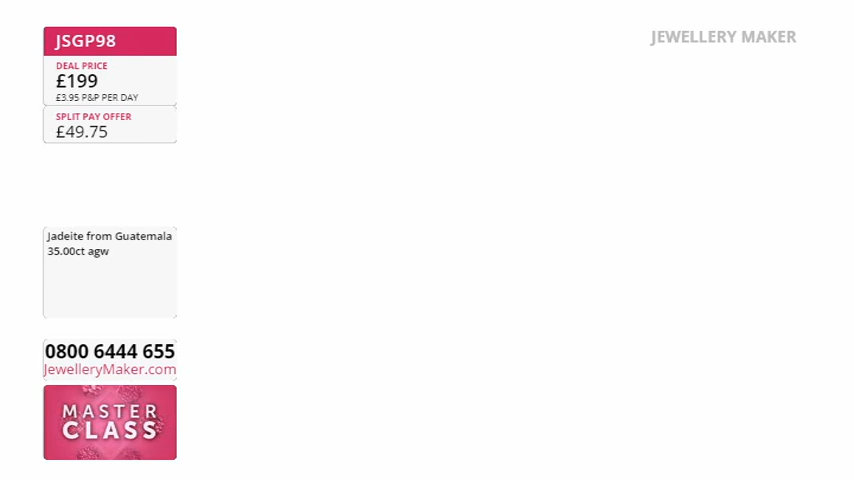 JSGP98
DEAL PRICE
£199
£3.95 P&P PER DAY
SPLIT PAY OFFER
£49.75
JEWELLERY MAKER
Jadeite from Guatemala
35.00ct agw
0800 6444 655
JewelleryMaker.com
MASTER
CLASS